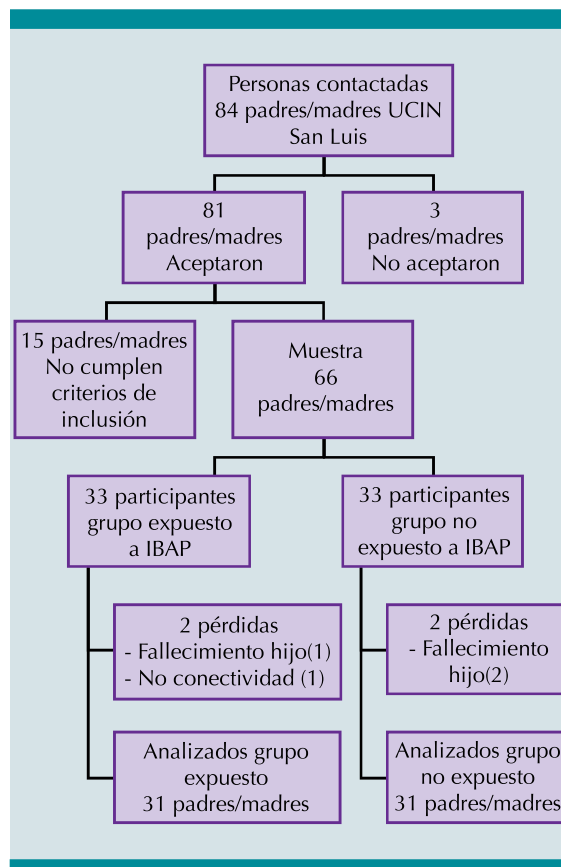 Personas contactadas
84 padres/madres UCIN
San Luis
81
padres/madres
Aceptaron
3
padres/madres
No aceptaron
15 padres/madres
No cumplen
criterios de
inclusión
Muestra
66
padres/madres
33 participantes
grupo expuesto
a IBAP
33 participantes
grupo no
expuesto a IBAP
2 pérdidas
- Fallecimiento hijo(1)
- No conectividad (1)
2 pérdidas
- Fallecimiento
hijo(2)
Analizados grupo
expuesto
31 padres/madres
Analizados grupo
no expuesto
31 padres/madres